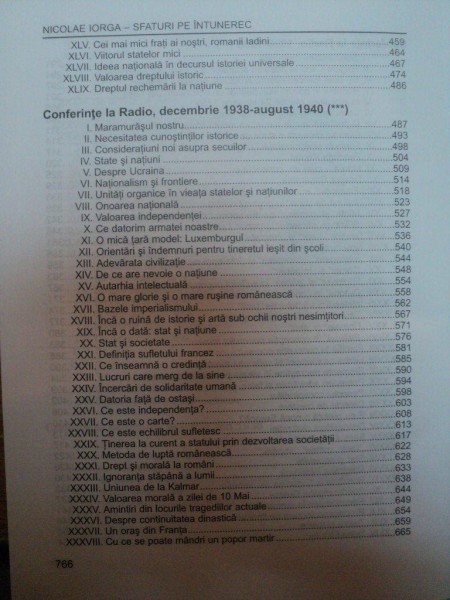 NICOLAE IORGA – SFATURI PE ÎNTUNEREC
XLV. Cei mai mici frați ai noștri, romanii ladini 459
XLVI. Viitorul statelor mici 464
XLVII. Ideea națională în decursul istoriei universale 467
XLVIII. Valoarea dreptului istoric 474
XLIX. Dreptul rechemării la națiune 486
Conferințe la Radio, decembrie 1938-august 1940 (***)
I. Maramurășul nostru 487
II. Necesitatea cunoștințelor istorice 493
III. Considerațiuni noi asupra secuilor 498
IV. State și națiuni 504
V. Despre Ucraina 509
VI. Naționalism și frontiere 514
VII. Unități organice în vieața statelor și națiunilor 518
VIII. Onoarea națională 523
IX. Valoarea independenței 527
X. Ce datorim armatei noastre 532
XI. O mică țară model: Luxemburgul 536
XII. Orientări și îndemnuri pentru tineretul ieșit din școli 540
XIII. Adevărata civilizație 544
XIV. De ce are nevoie o națiune 548
XV. Autarhia intelectuală 554
XVI. O mare glorie și o mare rușine românească 558
XVII. Bazele imperialismului 562
XVIII. Încă o ruină de istorie și artă sub ochii noștri nesimțitori 567
XIX. Încă o dată: stat și națiune 571
XX. Stat și societate 576
XXI. Definiția sufletului francez 581
XXII. Ce înseamnă o credință 585
XXIII. Lucruri care merg de la sine 590
XXIV. Încercări de solidaritate umană 594
XXV. Datoria față de ostași 598
XXVI. Ce este independența? 603
XXVII. Ce este o carte? 608
XXVIII. Ce este echilibrul sufletesc 613
XXIX. Ținerea la curent a statului prin dezvoltarea societății 617
XXX. Metoda de luptă românească 622
XXXI. Drept și morală la români 628
XXXII. Ignoranța stăpână a lumii 633
XXXIII. Uniunea de la Kalmar 638
XXXIV. Valoarea morală a zilei de 10 Mai 644
XXXV. Amintiri din locurile tragediilor actuale 649
XXXVI. Despre continuitatea dinastică 654
XXXVII. Un oraș din Franța 659
XXXVIII. Cu ce se poate mândri un popor martir 665
766